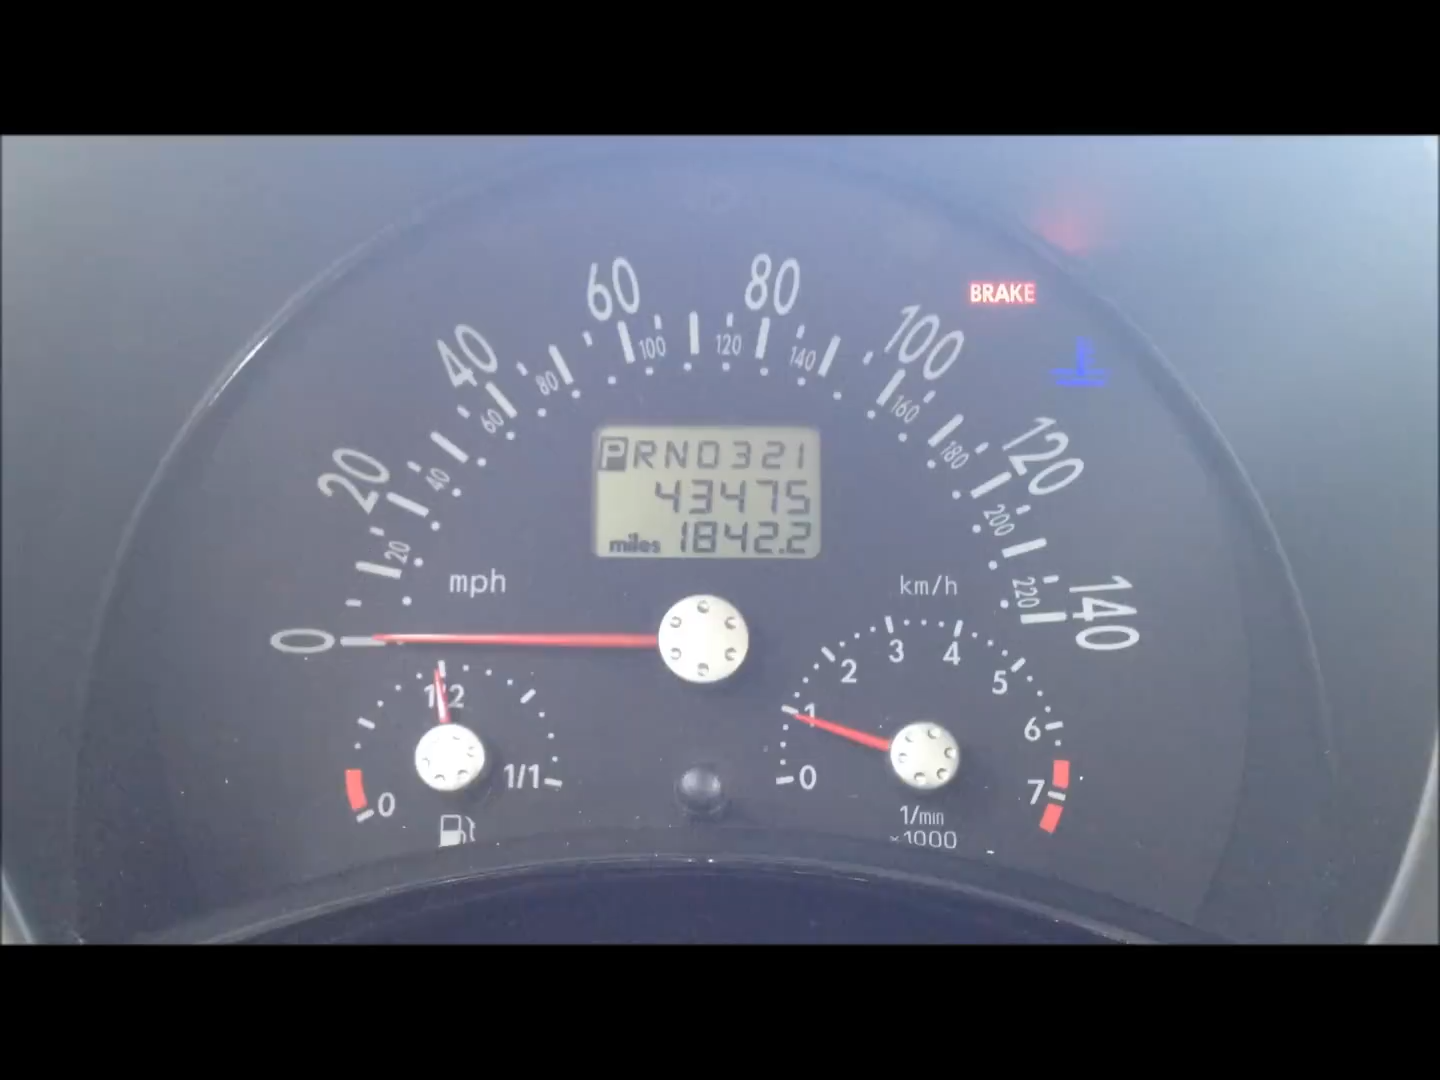 60 80
40 100
100 120 140
80 160
60 180
20 120
40 200
20 220
PRND321
43475
miles 1842.2
mph km/h
0 140
1/2
0 1/1
0 1 2 3 4 5 6 7
1/min
×1000
BRAKE